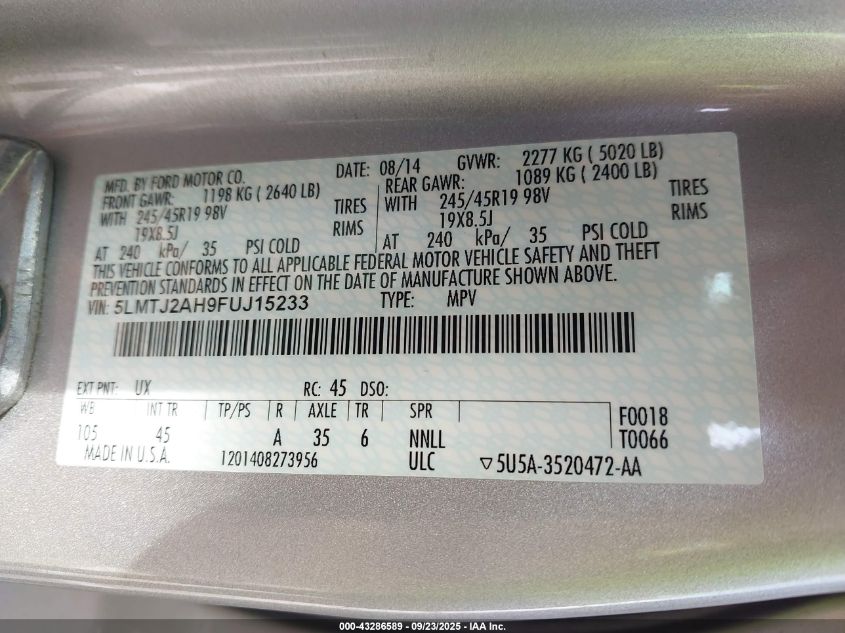 MFD. BY FORD MOTOR CO. DATE: 08/14 GVWR: 2277 KG ( 5020 LB)
FRONT GAWR: 1198 KG ( 2640 LB) REAR GAWR: 1089 KG ( 2400 LB)
WITH 245/45R19 98V TIRES WITH 245/45R19 98V TIRES
19X8.5J RIMS 19X8.5J RIMS
AT 240 kPa/ 35 PSI COLD AT 240 kPa/ 35 PSI COLD
THIS VEHICLE CONFORMS TO ALL APPLICABLE FEDERAL MOTOR VEHICLE SAFETY AND THEFT
PREVENTION STANDARDS IN EFFECT ON THE DATE OF MANUFACTURE SHOWN ABOVE.
VIN: 5LMTJ2AH9FUJ15233 TYPE: MPV
EXT PNT: UX RC: 45 DSO:
WB INT TR TP/PS R AXLE TR SPR F0018
105 45 A 35 6 NNLL T0066
MADE IN U.S.A. 1201408273956 ULC ▽5U5A-3520472-AA
000-43286589 - 09/23/2025 - IAA Inc.